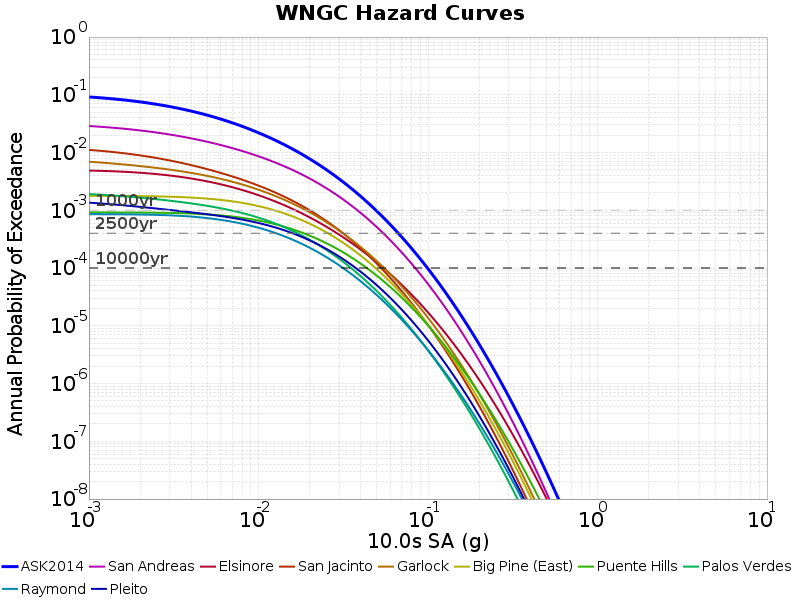 WNGC Hazard Curves
Annual Probability of Exceedance
10^0
10^-1
10^-2
10^-3
10^-4
10^-5
10^-6
10^-7
10^-8
1000yr
2500yr
10000yr
10^-3 10^-2 10^-1 10^0 10^1
10.0s SA (g)
ASK2014 San Andreas Elsinore San Jacinto Garlock Big Pine (East) Puente Hills Palos Verdes
Raymond Pleito